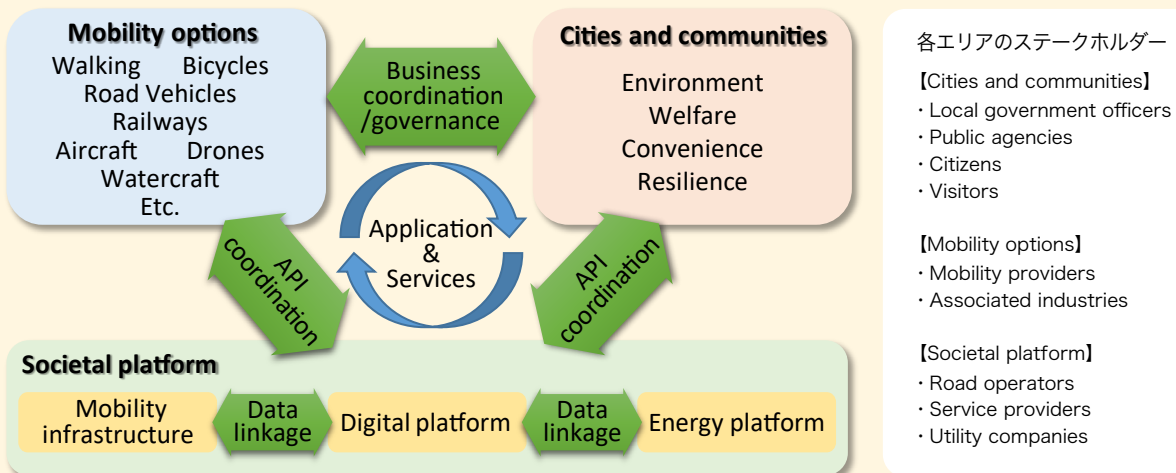 Mobility options
Walking Bicycles
Road Vehicles
Railways
Aircraft Drones
Watercraft
Etc.
Business
coordination
/governance
Cities and communities
Environment
Welfare
Convenience
Resilience
Application
&
Services
API
coordination
API
coordination
Societal platform
Mobility
infrastructure
Data
linkage
Digital platform
Data
linkage
Energy platform
各エリアのステークホルダー
【Cities and communities】
・Local government officers
・Public agencies
・Citizens
・Visitors
【Mobility options】
・Mobility providers
・Associated industries
【Societal platform】
・Road operators
・Service providers
・Utility companies